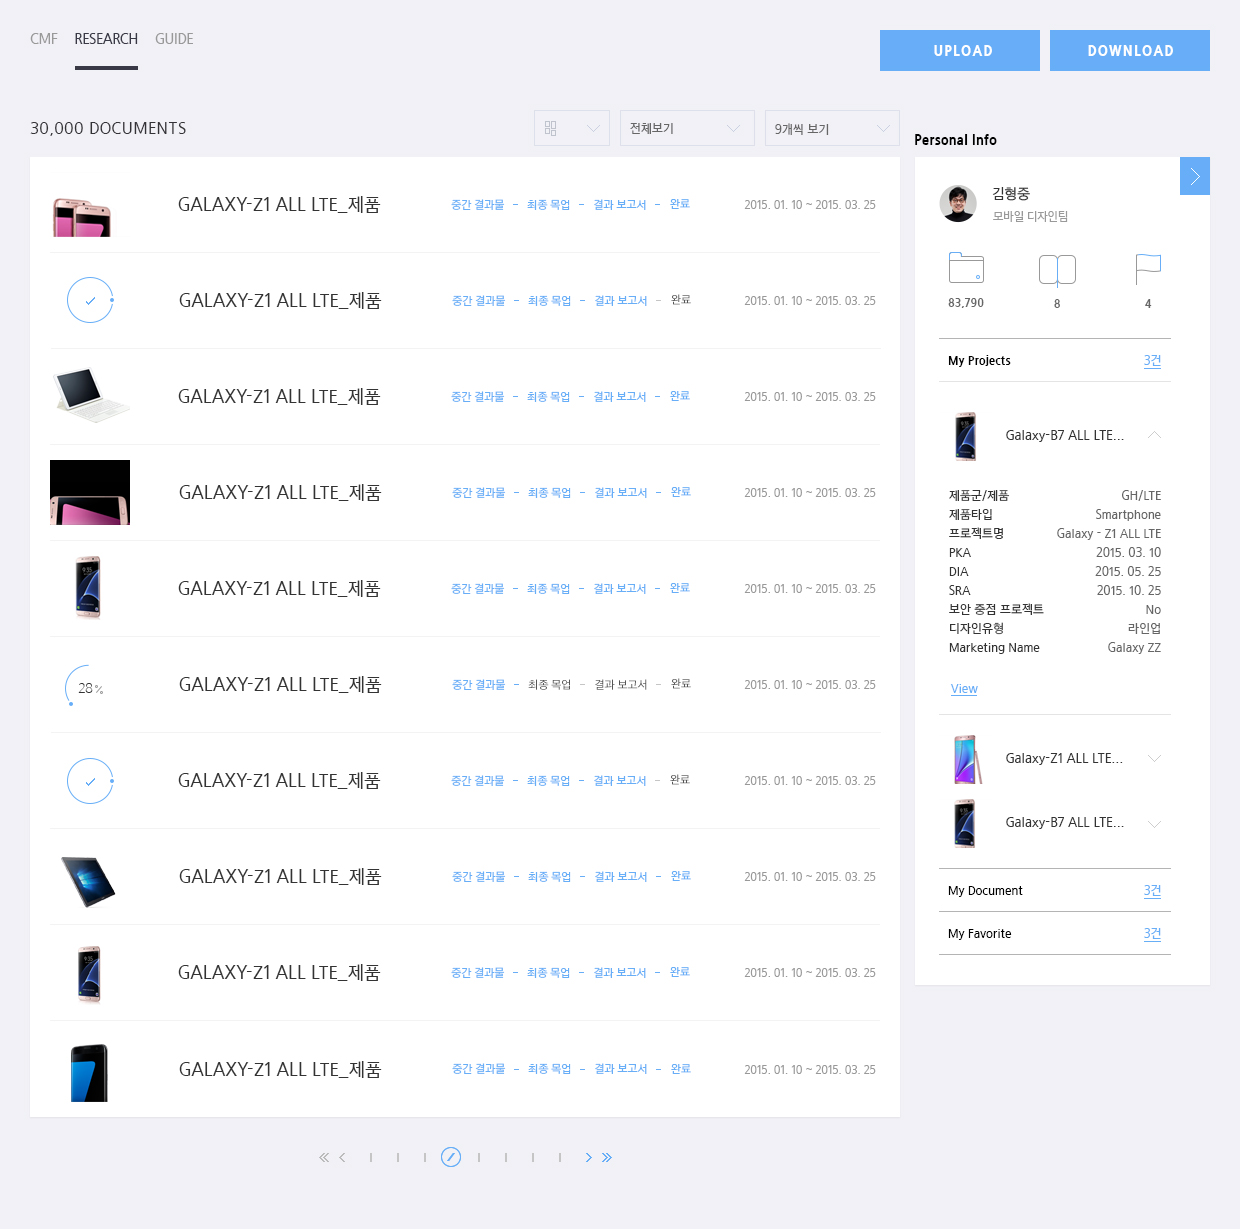 CMF RESEARCH GUIDE
UPLOAD DOWNLOAD
30,000 DOCUMENTS
전체보기
9개씩 보기
GALAXY-Z1 ALL LTE_제품 중간 결과물 - 최종 목업 - 결과 보고서 - 완료 2015. 01. 10 ~ 2015. 03. 25
GALAXY-Z1 ALL LTE_제품 중간 결과물 - 최종 목업 - 결과 보고서 - 완료 2015. 01. 10 ~ 2015. 03. 25
GALAXY-Z1 ALL LTE_제품 중간 결과물 - 최종 목업 - 결과 보고서 - 완료 2015. 01. 10 ~ 2015. 03. 25
GALAXY-Z1 ALL LTE_제품 중간 결과물 - 최종 목업 - 결과 보고서 - 완료 2015. 01. 10 ~ 2015. 03. 25
GALAXY-Z1 ALL LTE_제품 중간 결과물 - 최종 목업 - 결과 보고서 - 완료 2015. 01. 10 ~ 2015. 03. 25
28% GALAXY-Z1 ALL LTE_제품 중간 결과물 - 최종 목업 - 결과 보고서 - 완료 2015. 01. 10 ~ 2015. 03. 25
GALAXY-Z1 ALL LTE_제품 중간 결과물 - 최종 목업 - 결과 보고서 - 완료 2015. 01. 10 ~ 2015. 03. 25
GALAXY-Z1 ALL LTE_제품 중간 결과물 - 최종 목업 - 결과 보고서 - 완료 2015. 01. 10 ~ 2015. 03. 25
GALAXY-Z1 ALL LTE_제품 중간 결과물 - 최종 목업 - 결과 보고서 - 완료 2015. 01. 10 ~ 2015. 03. 25
GALAXY-Z1 ALL LTE_제품 중간 결과물 - 최종 목업 - 결과 보고서 - 완료 2015. 01. 10 ~ 2015. 03. 25
Personal Info
김형중
모바일 디자인팀
83,790 8 4
My Projects 3건
Galaxy-B7 ALL LTE...
제품군/제품 GH/LTE
제품타입 Smartphone
프로젝트명 Galaxy - Z1 ALL LTE
PKA 2015. 03. 10
DIA 2015. 05. 25
SRA 2015. 10. 25
보안 중점 프로젝트 No
디자인유형 라인업
Marketing Name Galaxy ZZ
View
Galaxy-Z1 ALL LTE...
Galaxy-B7 ALL LTE...
My Document 3건
My Favorite 3건